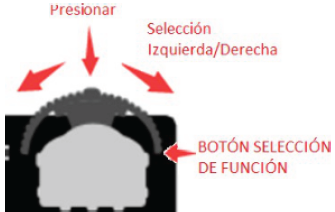 Presionar
Selección
Izquierda/Derecha
BOTÓN SELECCIÓN
DE FUNCIÓN